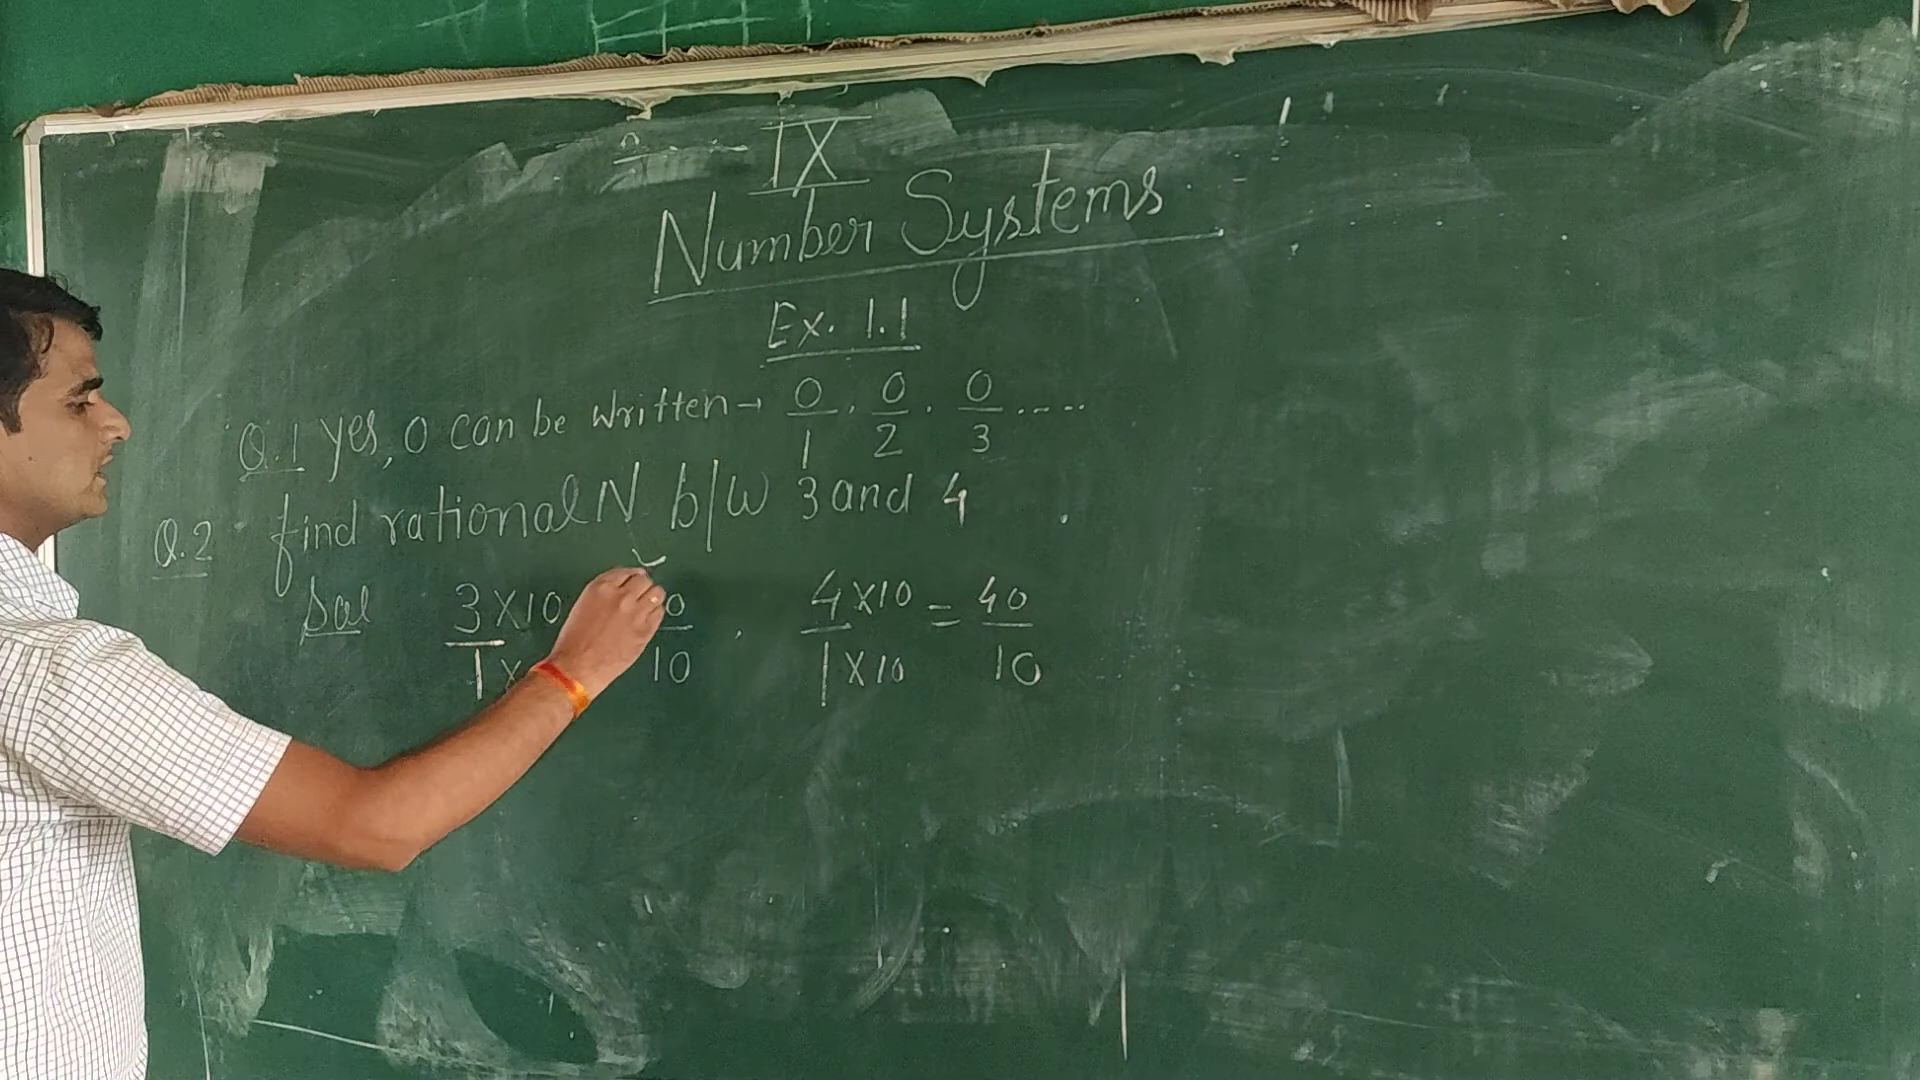 IX
Number Systems
Ex. 1.1
Q.1 yes, 0 can be written → 0/1, 0/2, 0/3 ....
Q.2 find rational N b/w 3 and 4
Sol 3×10 0/10, 4×10/1×10 = 40/10
1×